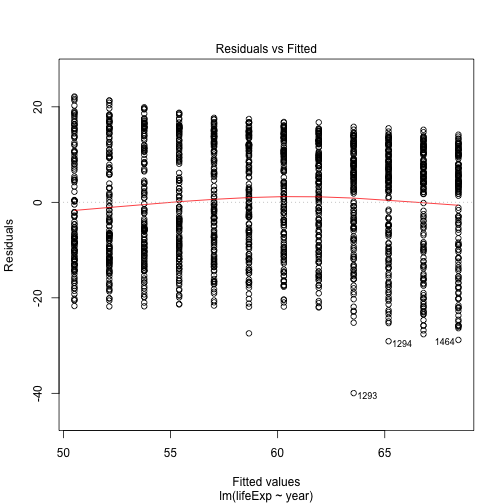 Residuals vs Fitted
Residuals
20
0
-20
-40
1293
1294
1464
50
55
60
65
Fitted values
lm(lifeExp ~ year)